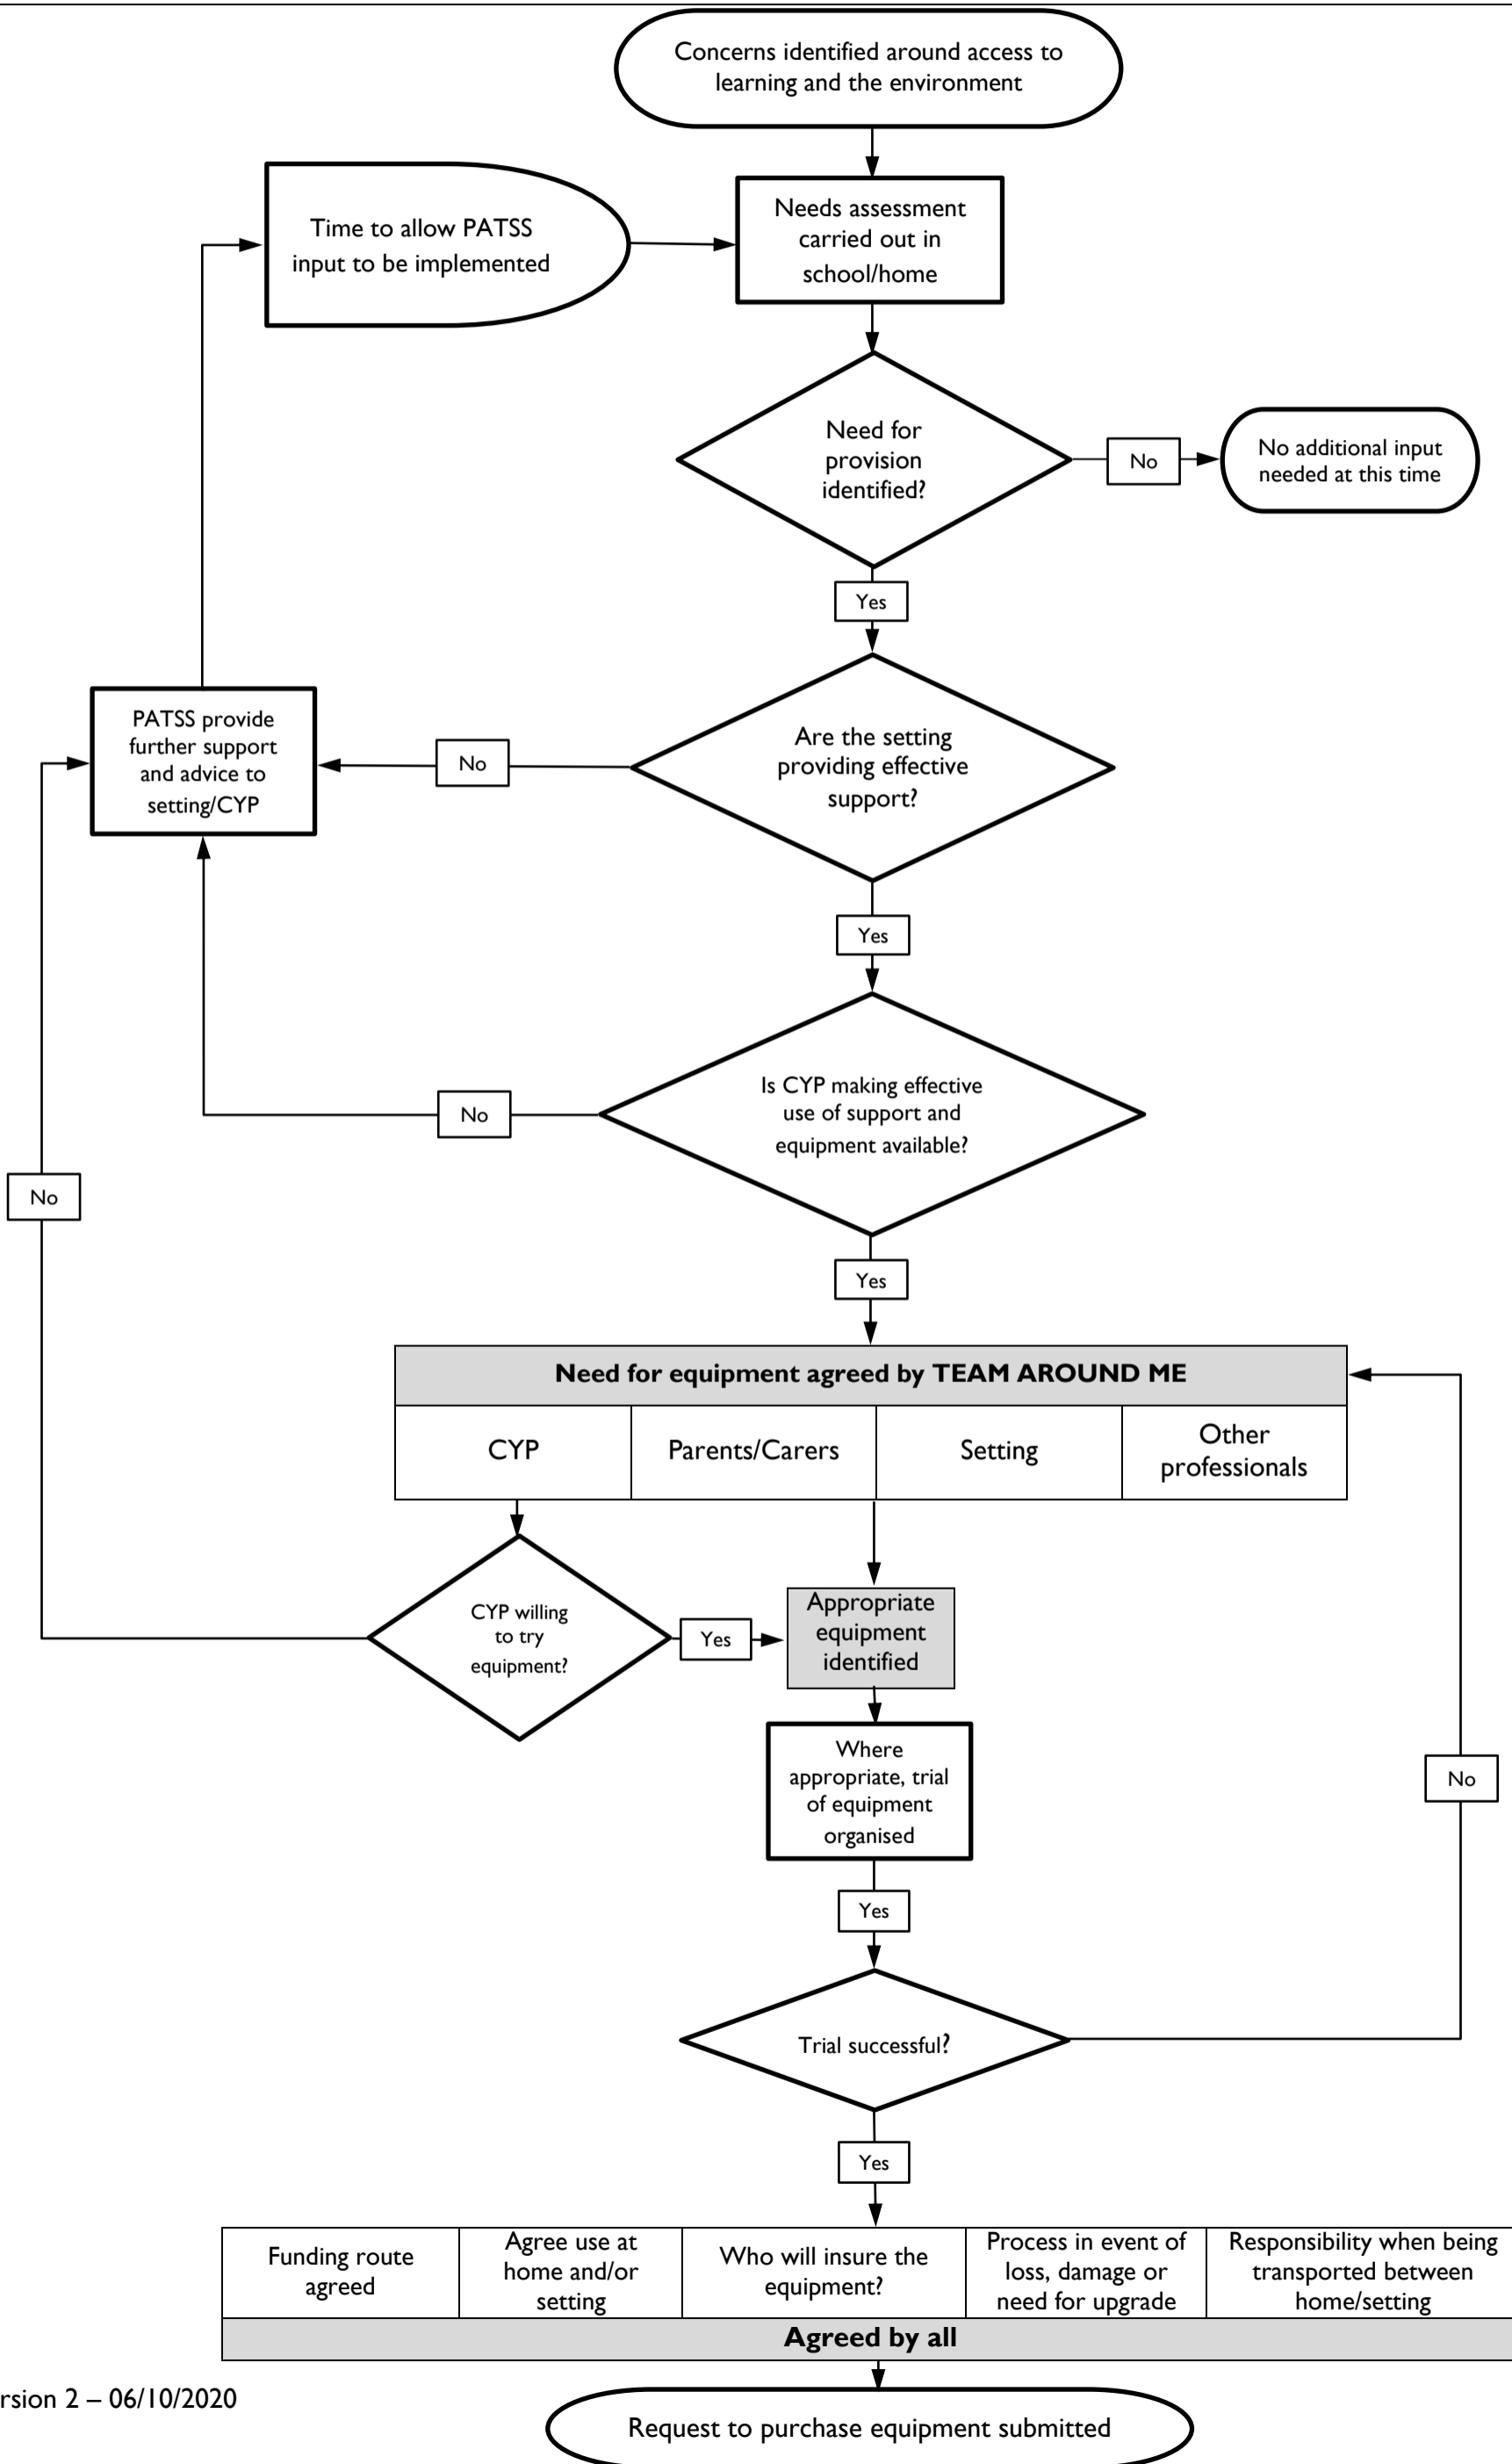 Concerns identified around access to
learning and the environment
Time to allow PATSS
input to be implemented
Needs assessment
carried out in
school/home
Need for
provision
identified?
No
No additional input
needed at this time
Yes
PATSS provide
further support
and advice to
setting/CYP
No
Are the setting
providing effective
support?
Yes
Is CYP making effective
use of support and
equipment available?
No
No
Yes
Need for equipment agreed by TEAM AROUND ME
CYP
Parents/Carers
Setting
Other
professionals
CYP willing
to try
equipment?
Yes
Appropriate
equipment
identified
Where
appropriate, trial
of equipment
organised
No
Yes
Trial successful?
Yes
Funding route
agreed
Agree use at
home and/or
setting
Who will insure the
equipment?
Process in event of
loss, damage or
need for upgrade
Responsibility when being
transported between
home/setting
Agreed by all
rsion 2 – 06/10/2020
Request to purchase equipment submitted